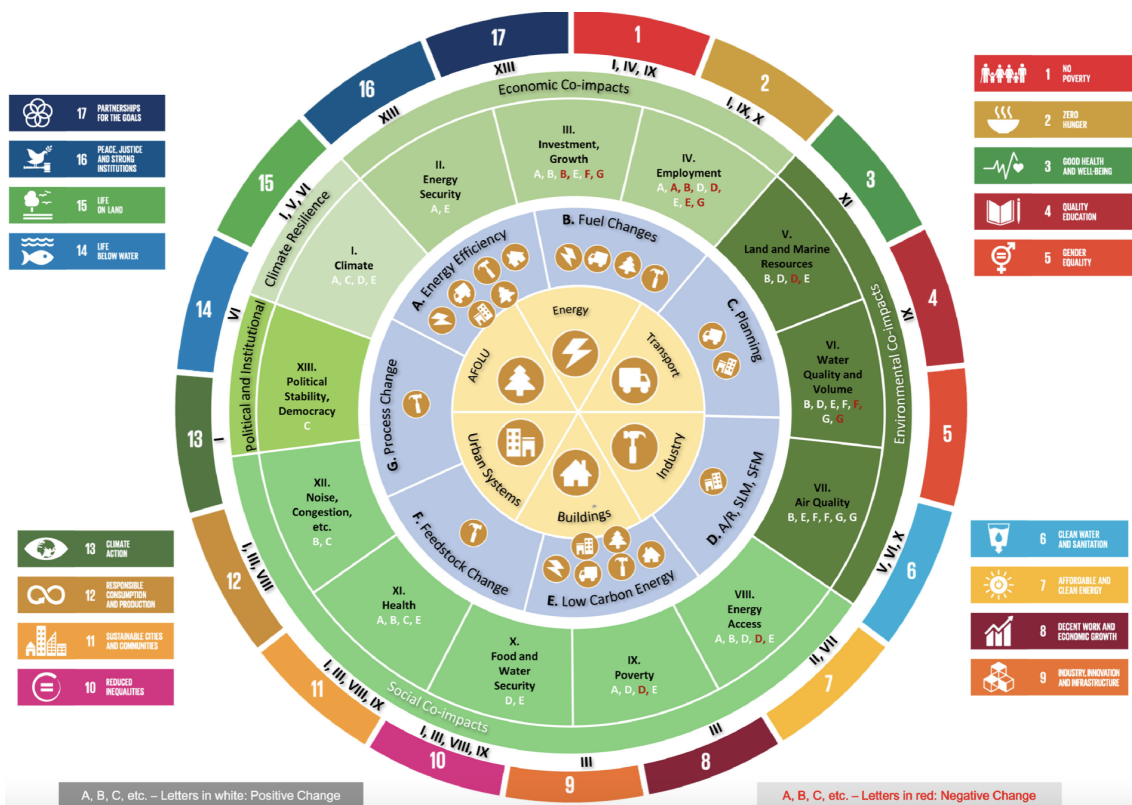 17
1
2
3
4
5
6
7
8
9
10
11
12
13
14
15
16
XIII
I, IV, IX
I, IX, X
XI
XI
V, VI, X
II, VII
III
III
I, III, VIII, IX
I, III, VIII, IX
I, III, VIII
I
VI
I, V, VI
XIII
17 PARTNERSHIPS
FOR THE GOALS
16 PEACE, JUSTICE
AND STRONG
INSTITUTIONS
15 LIFE
ON LAND
14 LIFE
BELOW WATER
1 NO
POVERTY
2 ZERO
HUNGER
3 GOOD HEALTH
AND WELL-BEING
4 QUALITY
EDUCATION
5 GENDER
EQUALITY
13 CLIMATE
ACTION
12 RESPONSIBLE
CONSUMPTION
AND PRODUCTION
11 SUSTAINABLE CITIES
AND COMMUNITIES
10 REDUCED
INEQUALITIES
6 CLEAN WATER
AND SANITATION
7 AFFORDABLE AND
CLEAN ENERGY
8 DECENT WORK AND
ECONOMIC GROWTH
9 INDUSTRY, INNOVATION
AND INFRASTRUCTURE
Economic Co-impacts
Environmental Co-impacts
Social Co-impacts
Political and Institutional
Climate Resilience
I.
Climate
A, C, D, E
II.
Energy
Security
A, E
III.
Investment,
Growth
A, B, B, E, F, G
IV.
Employment
A, A, B, D, D,
E, E, G
V.
Land and Marine
Resources
B, D, D, E
VI.
Water
Quality and
Volume
B, D, E, F, F,
G, G
VII.
Air Quality
B, E, F, F, G, G
VIII.
Energy
Access
A, B, D, D, E
IX.
Poverty
A, D, D, E
X.
Food and
Water
Security
D, E
XI.
Health
A, B, C, E
XII.
Noise,
Congestion,
etc.
B, C
XIII.
Political
Stability,
Democracy
C
A. Energy Efficiency
B. Fuel Changes
C. Planning
D. A/R, SLM, SFM
E. Low Carbon Energy
F. Feedstock Change
G. Process Change
Energy
Transport
Industry
Buildings
Urban Systems
AFOLU
A, B, C, etc. – Letters in white: Positive Change
A, B, C, etc. – Letters in red: Negative Change